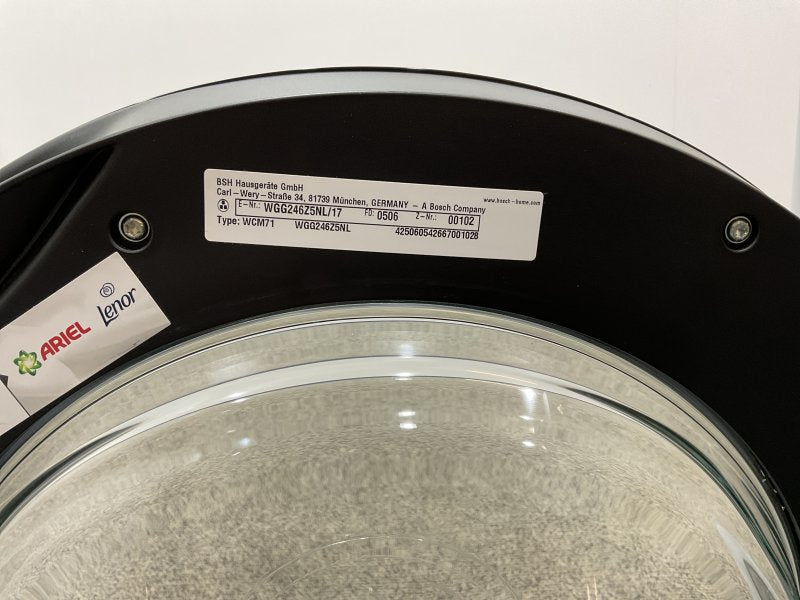 BSH Hausgeräte GmbH
Carl – Wery – Straße 34, 81739 München, GERMANY – A Bosch Company
www.bosch-home.com
E-Nr.: WGG246Z5NL/17 FD: 0506 Z-Nr.: 00102
Type: WCM71 WGG246Z5NL 425060542667001028
ARIEL
Lenor